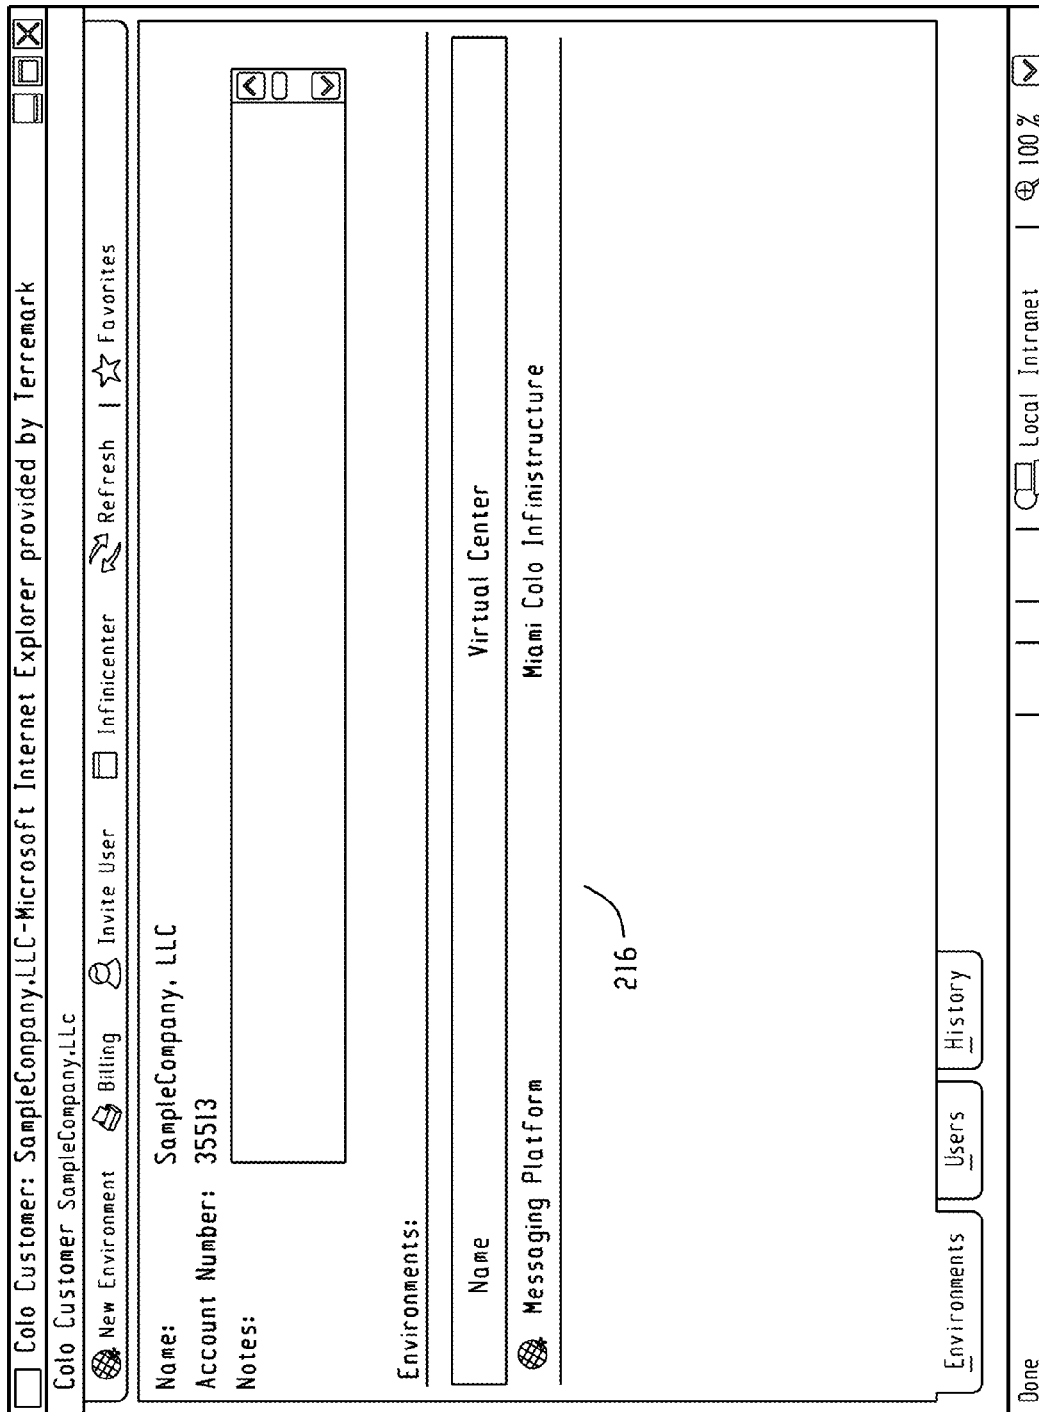 Colo Customer: SampleConpany,LLC-Microsoft Internet Explorer provided by Terremark
Colo Customer SampleCompany,LLc
New Environment Billing Invite User Infinicenter Refresh | Favorites
Name: SampleCompany, LLC
Account Number: 35513
Notes:
Environments:
Name Virtual Center
Messaging Platform Miami Colo Infinistructure
216
Environments Users History
Done Local Intranet 100%